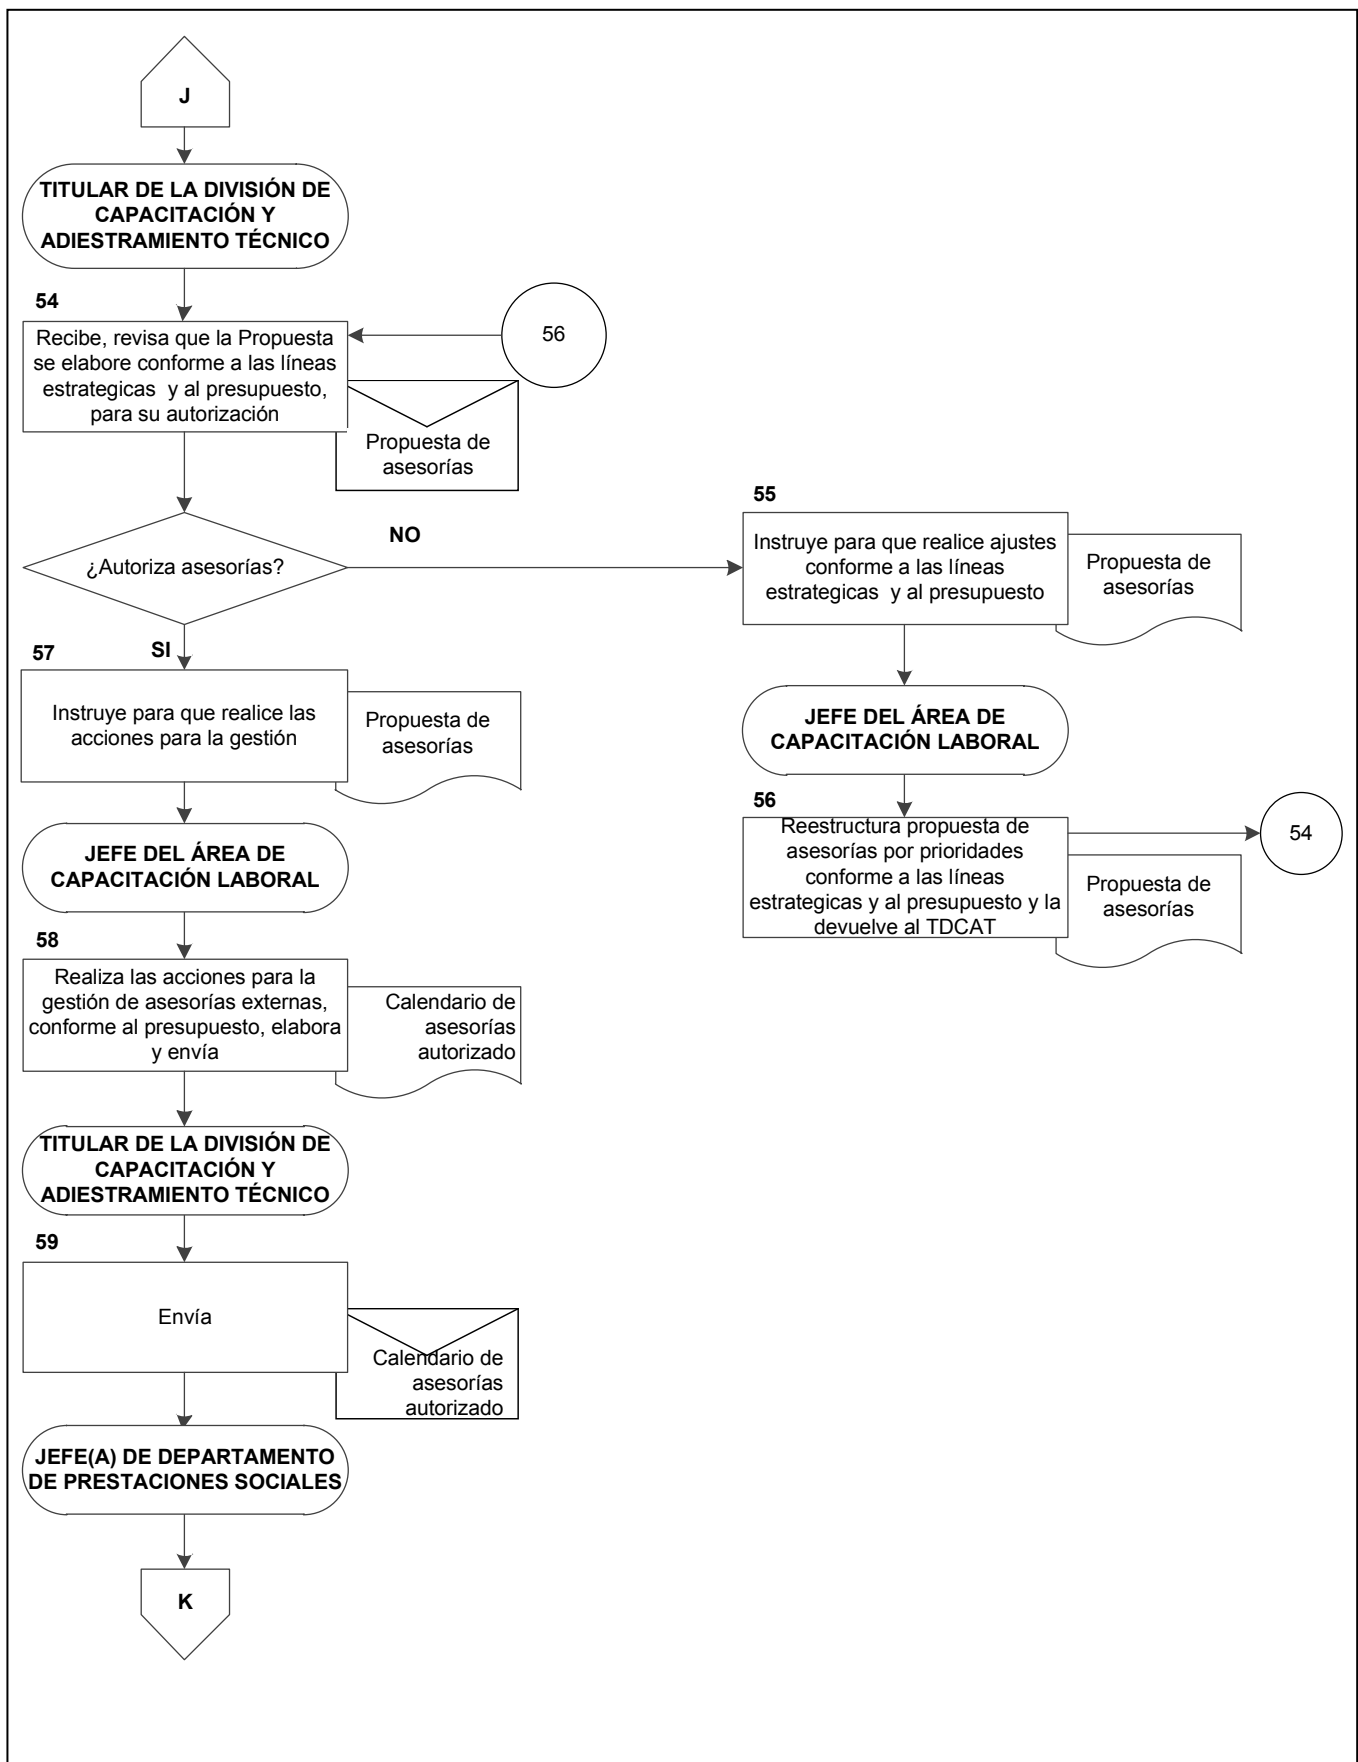 J
TITULAR DE LA DIVISIÓN DE
CAPACITACIÓN Y
ADIESTRAMIENTO TÉCNICO
54
Recibe, revisa que la Propuesta
se elabore conforme a las líneas
estrategicas y al presupuesto,
para su autorización
56
Propuesta de
asesorías
¿Autoriza asesorías?
NO
55
Instruye para que realice ajustes
conforme a las líneas
estrategicas y al presupuesto
Propuesta de
asesorías
JEFE DEL ÁREA DE
CAPACITACIÓN LABORAL
56
Reestructura propuesta de
asesorías por prioridades
conforme a las líneas
estrategicas y al presupuesto y la
devuelve al TDCAT
54
Propuesta de
asesorías
SI
57
Instruye para que realice las
acciones para la gestión
Propuesta de
asesorías
JEFE DEL ÁREA DE
CAPACITACIÓN LABORAL
58
Realiza las acciones para la
gestión de asesorías externas,
conforme al presupuesto, elabora
y envía
Calendario de
asesorías
autorizado
TITULAR DE LA DIVISIÓN DE
CAPACITACIÓN Y
ADIESTRAMIENTO TÉCNICO
59
Envía
Calendario de
asesorías
autorizado
JEFE(A) DE DEPARTAMENTO
DE PRESTACIONES SOCIALES
K